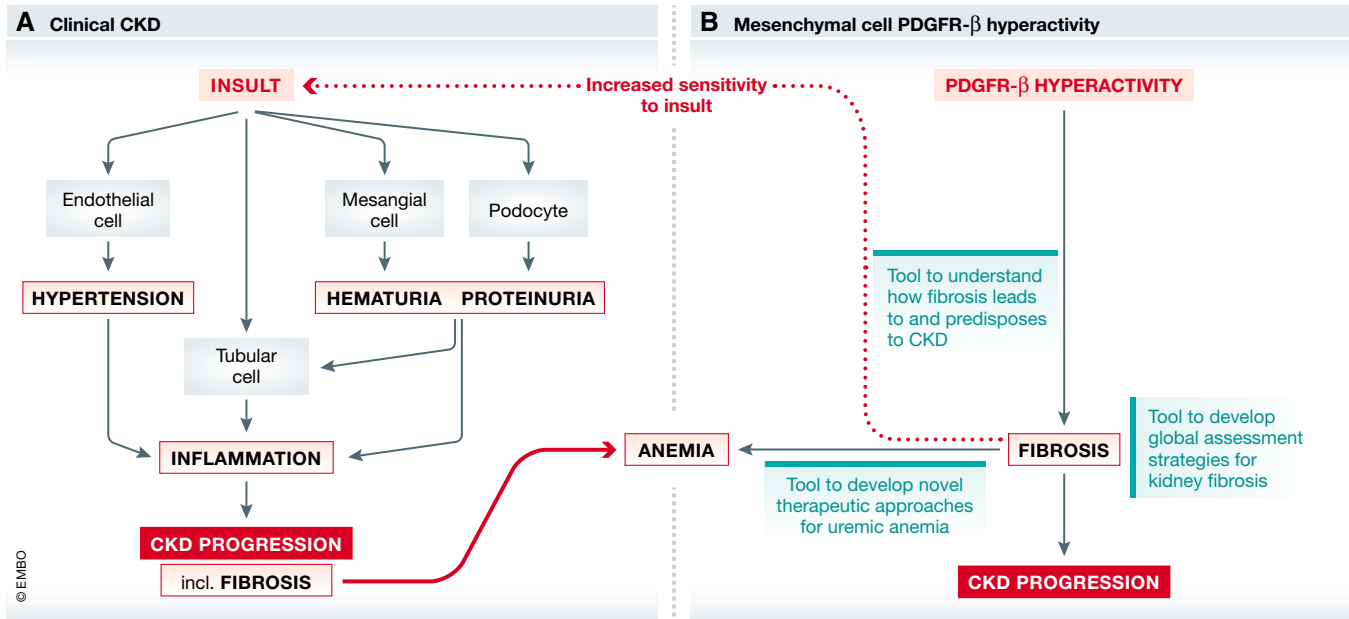 A Clinical CKD
INSULT
Endothelial
cell
Mesangial
cell
Podocyte
HYPERTENSION
HEMATURIA PROTEINURIA
Tubular
cell
INFLAMMATION
CKD PROGRESSION
incl. FIBROSIS
© EMBO
Increased sensitivity
to insult
ANEMIA
B Mesenchymal cell PDGFR-β hyperactivity
PDGFR-β HYPERACTIVITY
Tool to understand
how fibrosis leads
to and predisposes
to CKD
FIBROSIS
Tool to develop
global assessment
strategies for
kidney fibrosis
Tool to develop novel
therapeutic approaches
for uremic anemia
CKD PROGRESSION